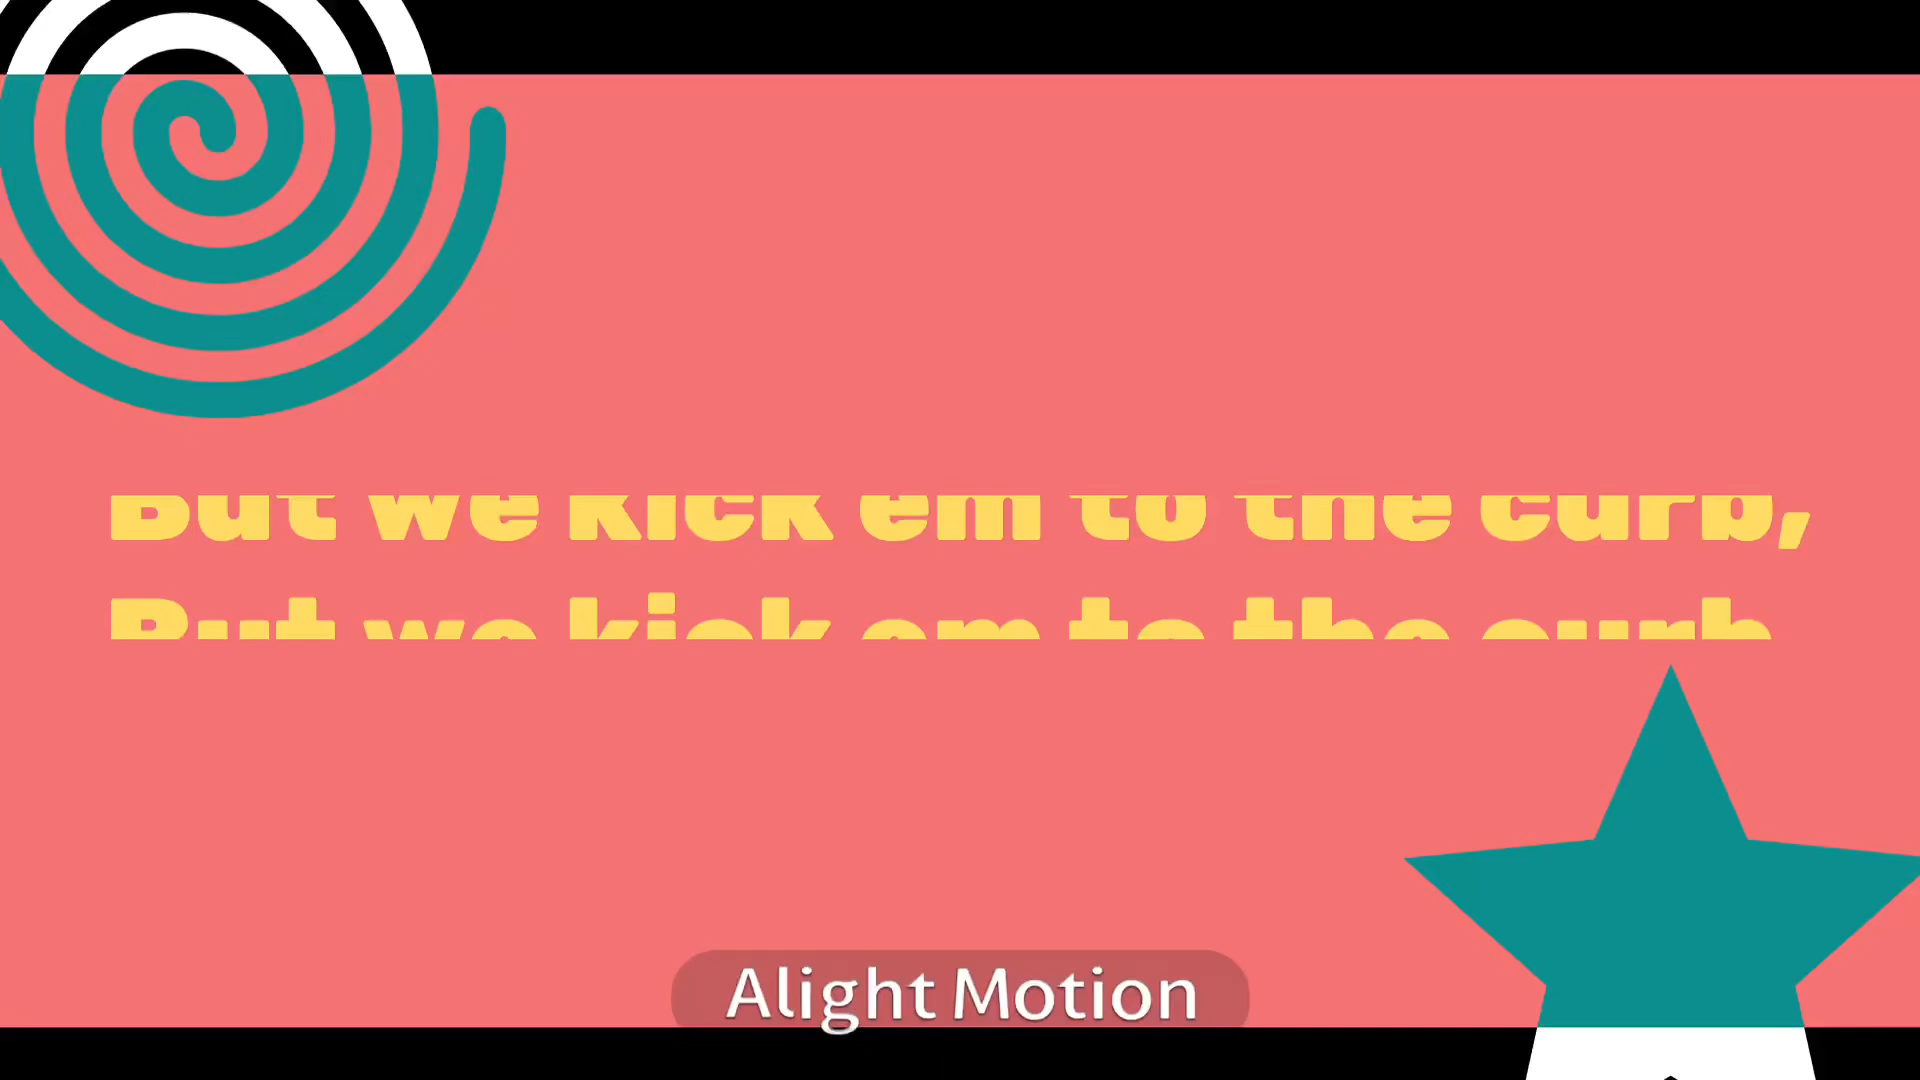 But we kick em to the curb,
But we kick em to the curb
Alight Motion